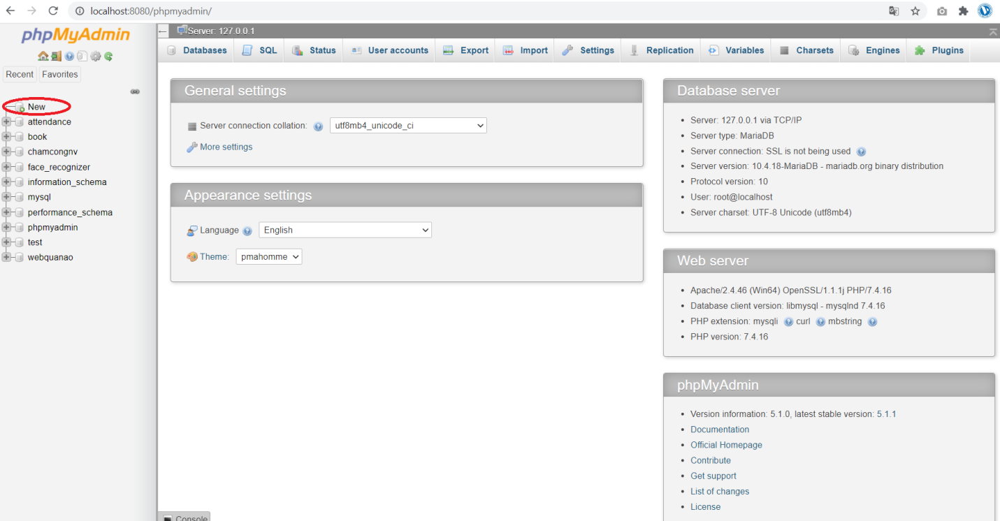 localhost:8080/phpmyadmin/
phpMyAdmin
Recent Favorites
New
attendance
book
chamcongnv
face_recognizer
information_schema
mysql
performance_schema
phpmyadmin
test
webquanao
Server: 127.0.0.1
Databases SQL Status User accounts Export Import Settings Replication Variables Charsets Engines Plugins
General settings
Server connection collation: utf8mb4_unicode_ci
More settings
Appearance settings
Language English
Theme: pmahomme
Database server
• Server: 127.0.0.1 via TCP/IP
• Server type: MariaDB
• Server connection: SSL is not being used
• Server version: 10.4.18-MariaDB - mariadb.org binary distribution
• Protocol version: 10
• User: root@localhost
• Server charset: UTF-8 Unicode (utf8mb4)
Web server
• Apache/2.4.46 (Win64) OpenSSL/1.1.1j PHP/7.4.16
• Database client version: libmysql - mysqlnd 7.4.16
• PHP extension: mysqli curl mbstring
• PHP version: 7.4.16
phpMyAdmin
• Version information: 5.1.0, latest stable version: 5.1.1
• Documentation
• Official Homepage
• Contribute
• Get support
• List of changes
• License
Console